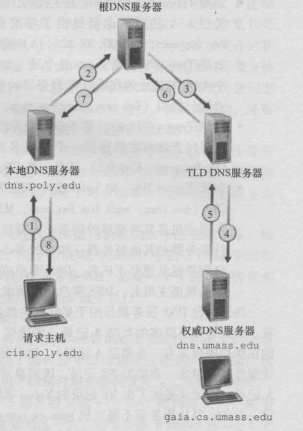 根DNS服务器
2
3
7
6
本地DNS服务器
dns.poly.edu
TLD DNS服务器
1
8
5
4
请求主机
cis.poly.edu
权威DNS服务器
dns.umass.edu
gaia.cs.umass.edu